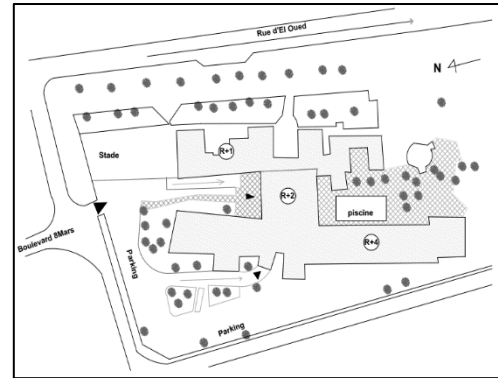 Rue d'El Oued
N
R+1
Stade
R+2
piscine
Boulevard 8Mars
R+4
Parking
Parking